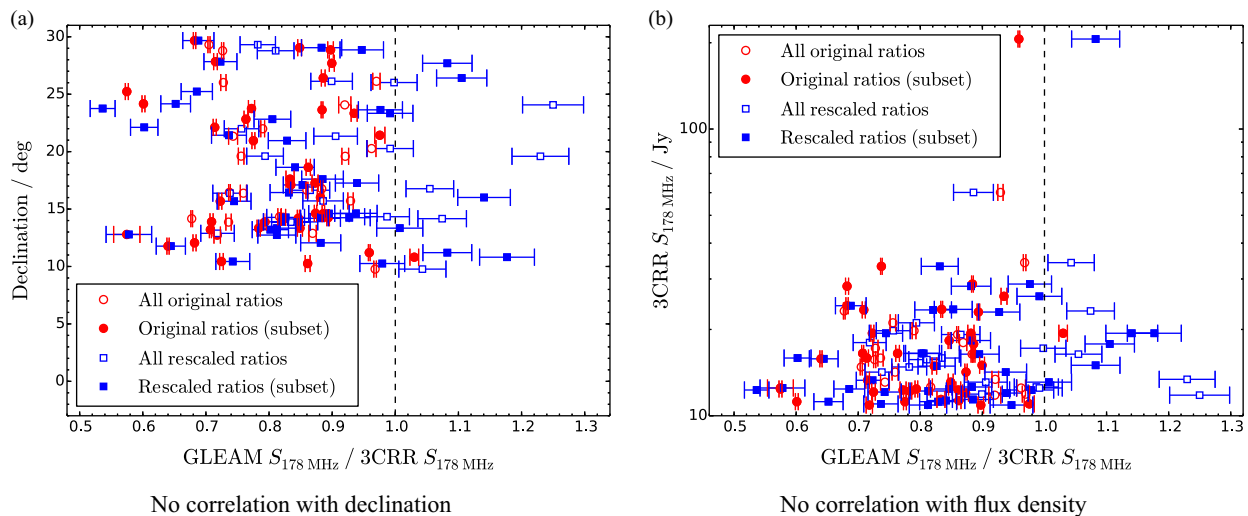 (a)
30
25
20
15
10
5
0
Declination / deg
All original ratios
Original ratios (subset)
All rescaled ratios
Rescaled ratios (subset)
0.5 0.6 0.7 0.8 0.9 1.0 1.1 1.2 1.3
GLEAM S178 MHz / 3CRR S178 MHz
No correlation with declination
(b)
All original ratios
Original ratios (subset)
All rescaled ratios
Rescaled ratios (subset)
100
10
3CRR S178 MHz / Jy
0.5 0.6 0.7 0.8 0.9 1.0 1.1 1.2 1.3
GLEAM S178 MHz / 3CRR S178 MHz
No correlation with flux density